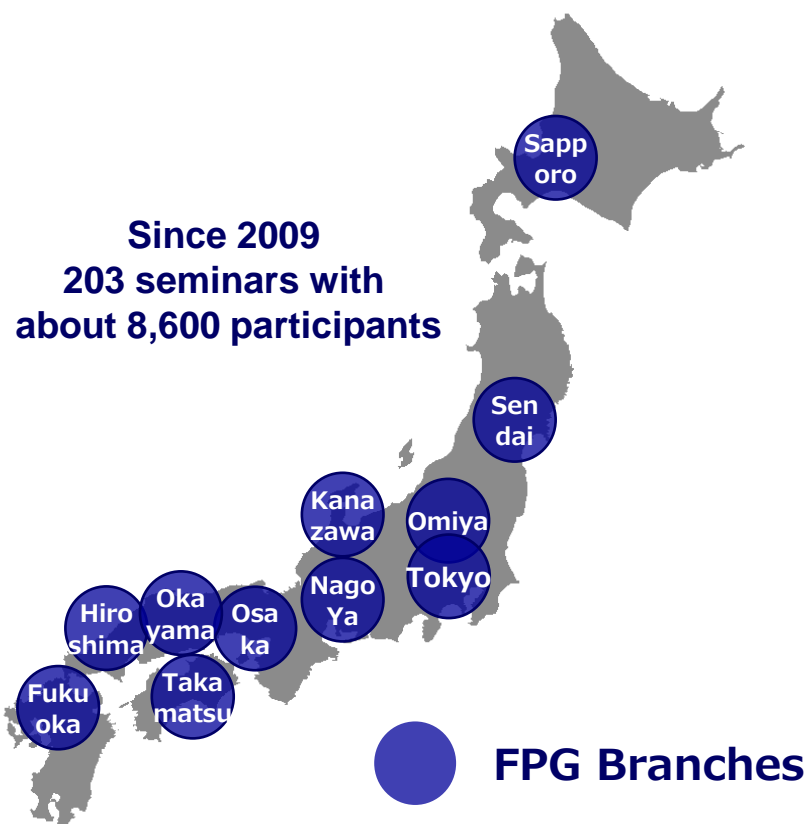 Sapp
oro
Since 2009
203 seminars with
about 8,600 participants
Sen
dai
Kana
zawa
Omiya
Tokyo
Nago
Ya
Oka
yama
Hiro
shima
Osa
ka
Taka
matsu
Fuku
oka
FPG Branches